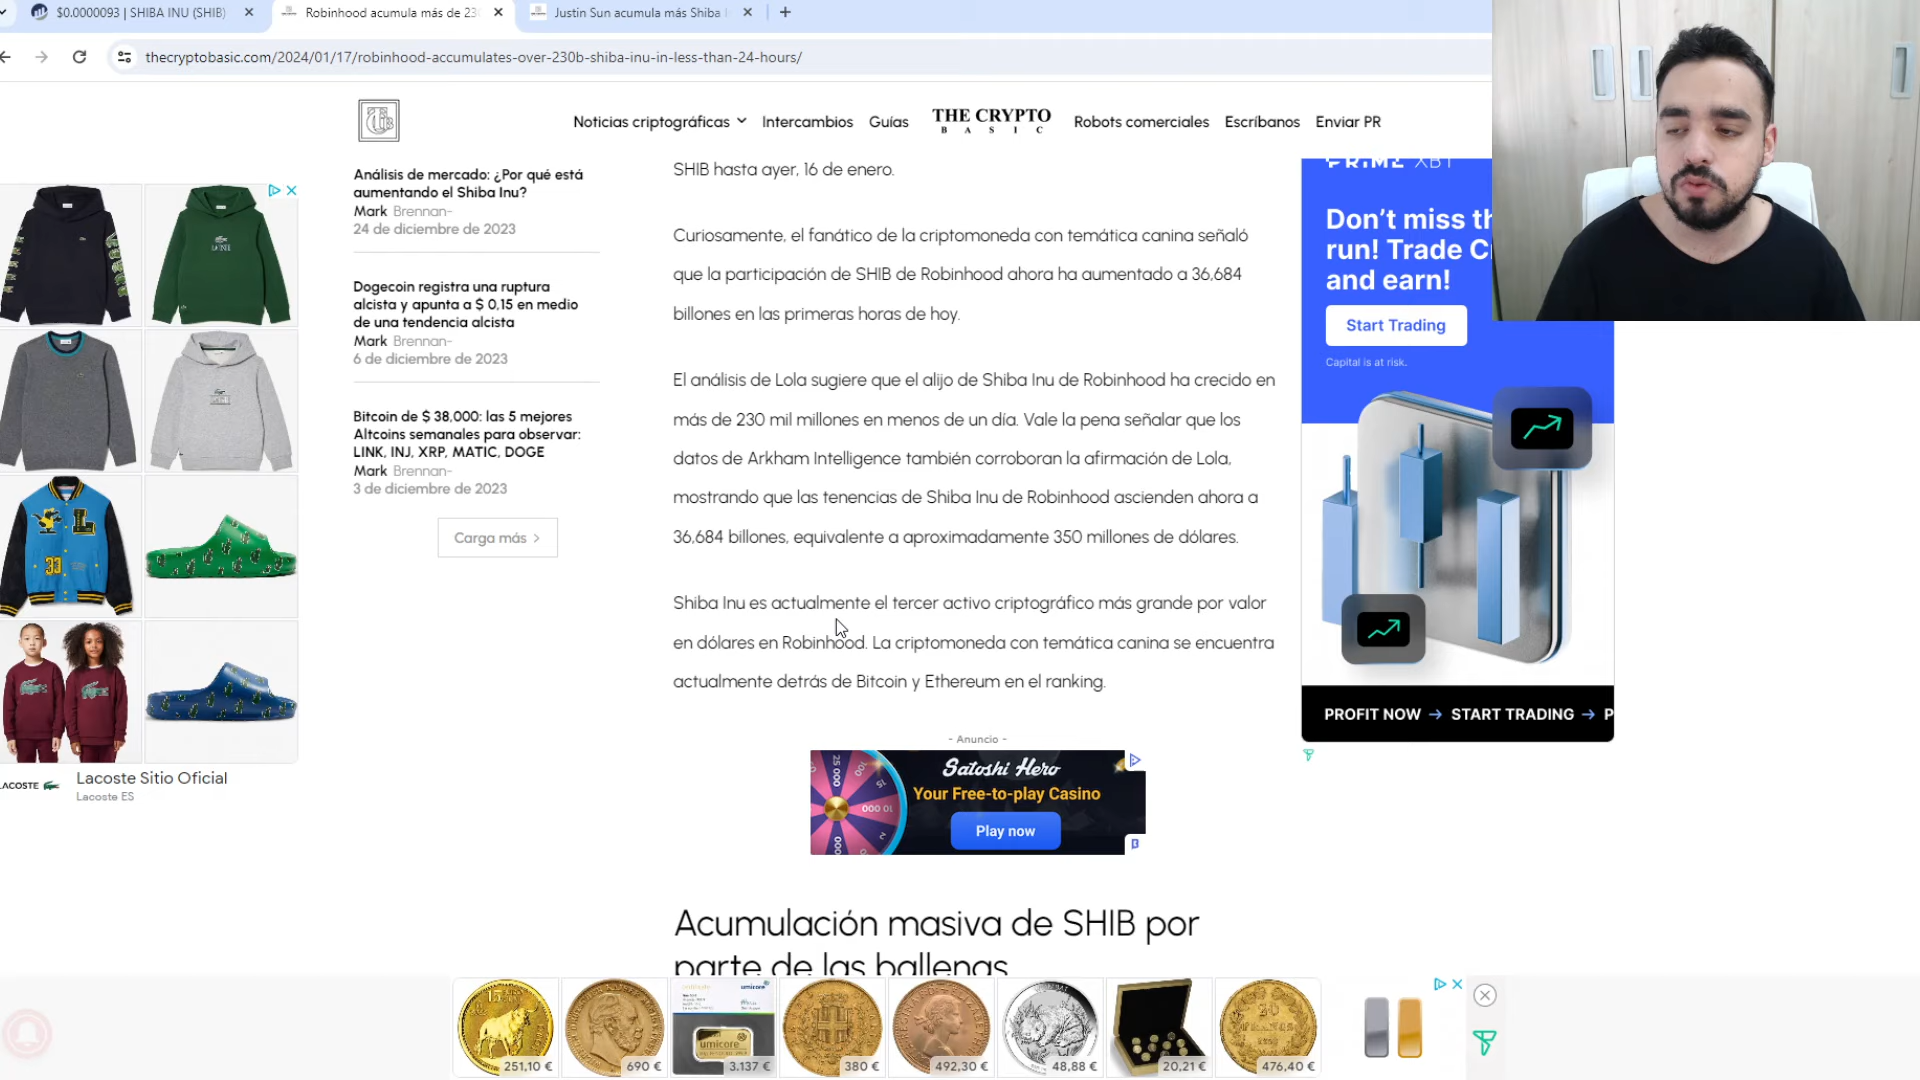 $0.0000093 | SHIBA INU (SHIB)
Robinhood acumula más de 23
Justin Sun acumula más Shiba I
thecryptobasic.com/2024/01/17/robinhood-accumulates-over-230b-shiba-inu-in-less-than-24-hours/
Noticias criptográficas
Intercambios
Guías
THE CRYPTO
BASIC
Robots comerciales
Escríbanos
Enviar PR
Análisis de mercado: ¿Por qué está
aumentando el Shiba Inu?
Mark Brennan-
24 de diciembre de 2023
Dogecoin registra una ruptura
alcista y apunta a $ 0,15 en medio
de una tendencia alcista
Mark Brennan-
6 de diciembre de 2023
Bitcoin de $ 38,000: las 5 mejores
Altcoins semanales para observar:
LINK, INJ, XRP, MATIC, DOGE
Mark Brennan-
3 de diciembre de 2023
Carga más
SHIB hasta ayer, 16 de enero.
Curiosamente, el fanático de la criptomoneda con temática canina señaló
que la participación de SHIB de Robinhood ahora ha aumentado a 36,684
billones en las primeras horas de hoy.
El análisis de Lola sugiere que el alijo de Shiba Inu de Robinhood ha crecido en
más de 230 mil millones en menos de un día. Vale la pena señalar que los
datos de Arkham Intelligence también corroboran la afirmación de Lola,
mostrando que las tenencias de Shiba Inu de Robinhood ascienden ahora a
36,684 billones, equivalente a aproximadamente 350 millones de dólares.
Shiba Inu es actualmente el tercer activo criptográfico más grande por valor
en dólares en Robinhood. La criptomoneda con temática canina se encuentra
actualmente detrás de Bitcoin y Ethereum en el ranking.
- Anuncio -
Satoshi Hero
Your Free-to-play Casino
Play now
Acumulación masiva de SHIB por
parte de las ballenas
PRIME XBT
Don't miss th
run! Trade C
and earn!
Start Trading
Capital is at risk.
PROFIT NOW → START TRADING → P
LACOSTE
Lacoste Sitio Oficial
Lacoste ES
umicore
umicore
251,10 €
690 €
3.137 €
380 €
492,30 €
48,88 €
20,21 €
476,40 €